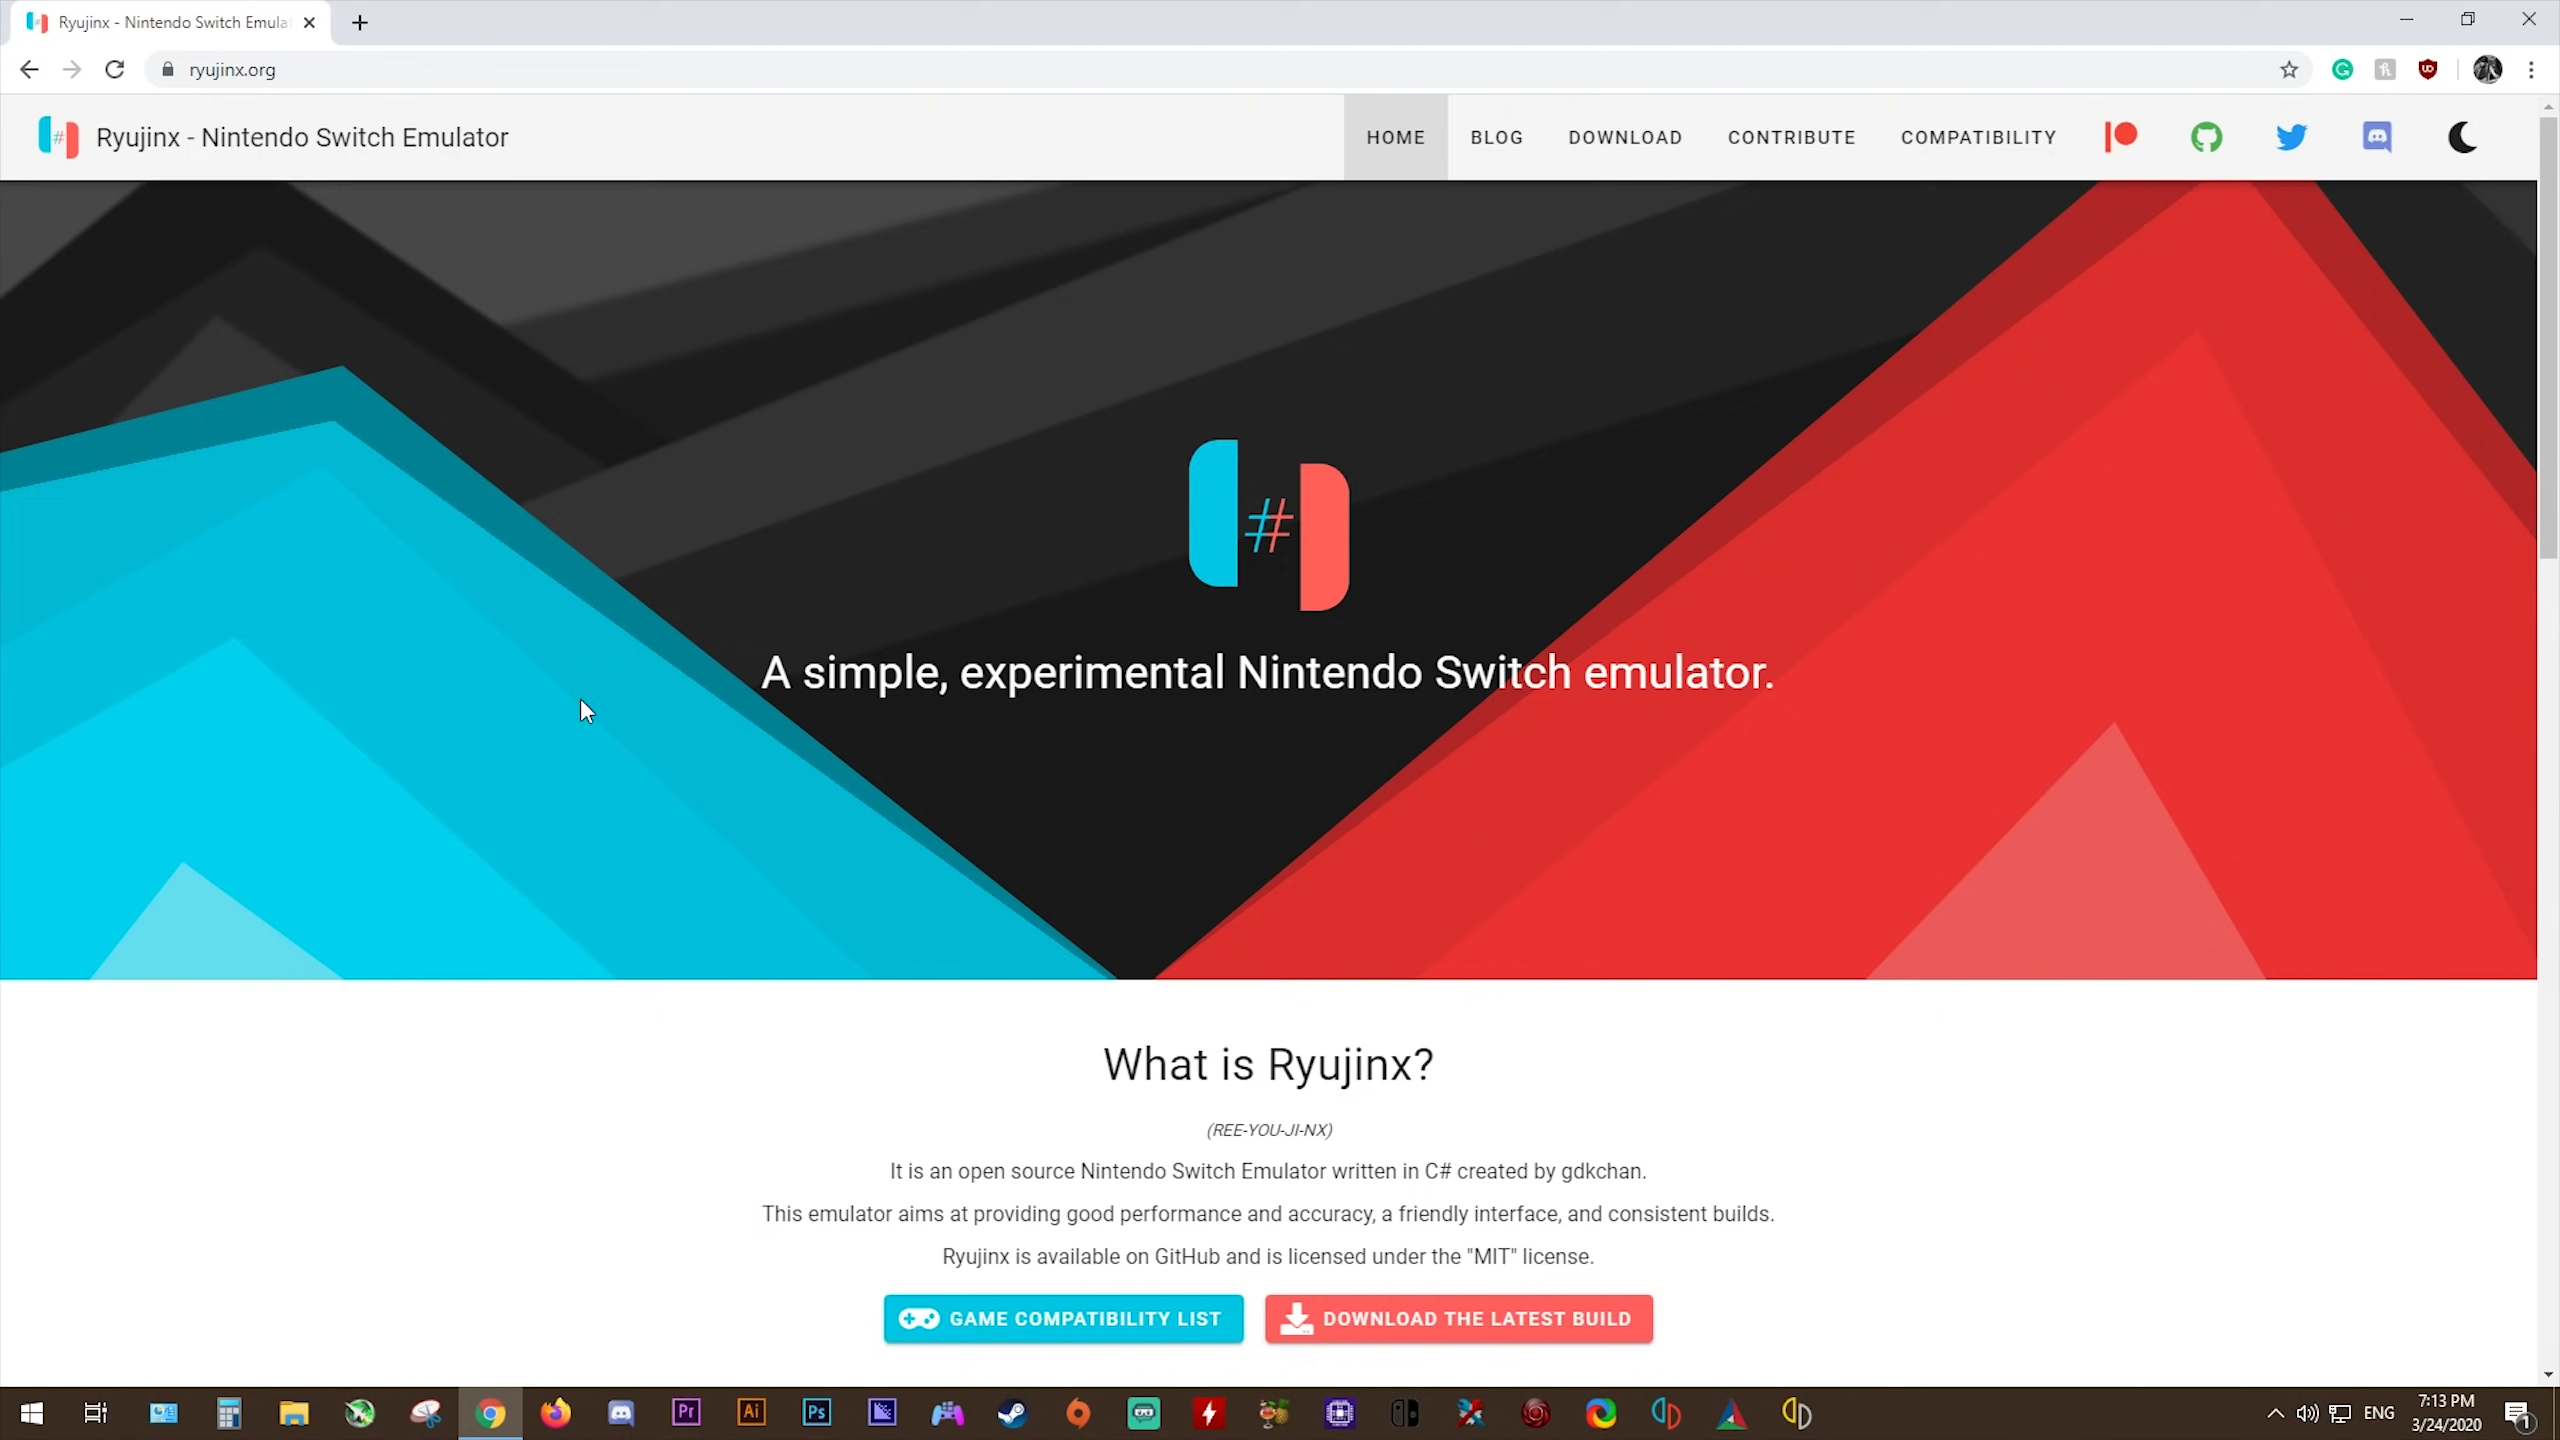 Ryujinx - Nintendo Switch Emula
ryujinx.org
Ryujinx - Nintendo Switch Emulator
HOME
BLOG
DOWNLOAD
CONTRIBUTE
COMPATIBILITY
#
A simple, experimental Nintendo Switch emulator.
What is Ryujinx?
(REE-YOU-JI-NX)
It is an open source Nintendo Switch Emulator written in C# created by gdkchan.
This emulator aims at providing good performance and accuracy, a friendly interface, and consistent builds.
Ryujinx is available on GitHub and is licensed under the "MIT" license.
GAME COMPATIBILITY LIST
DOWNLOAD THE LATEST BUILD
Pr
Ai
Ps
ENG
7:13 PM
3/24/2020
1